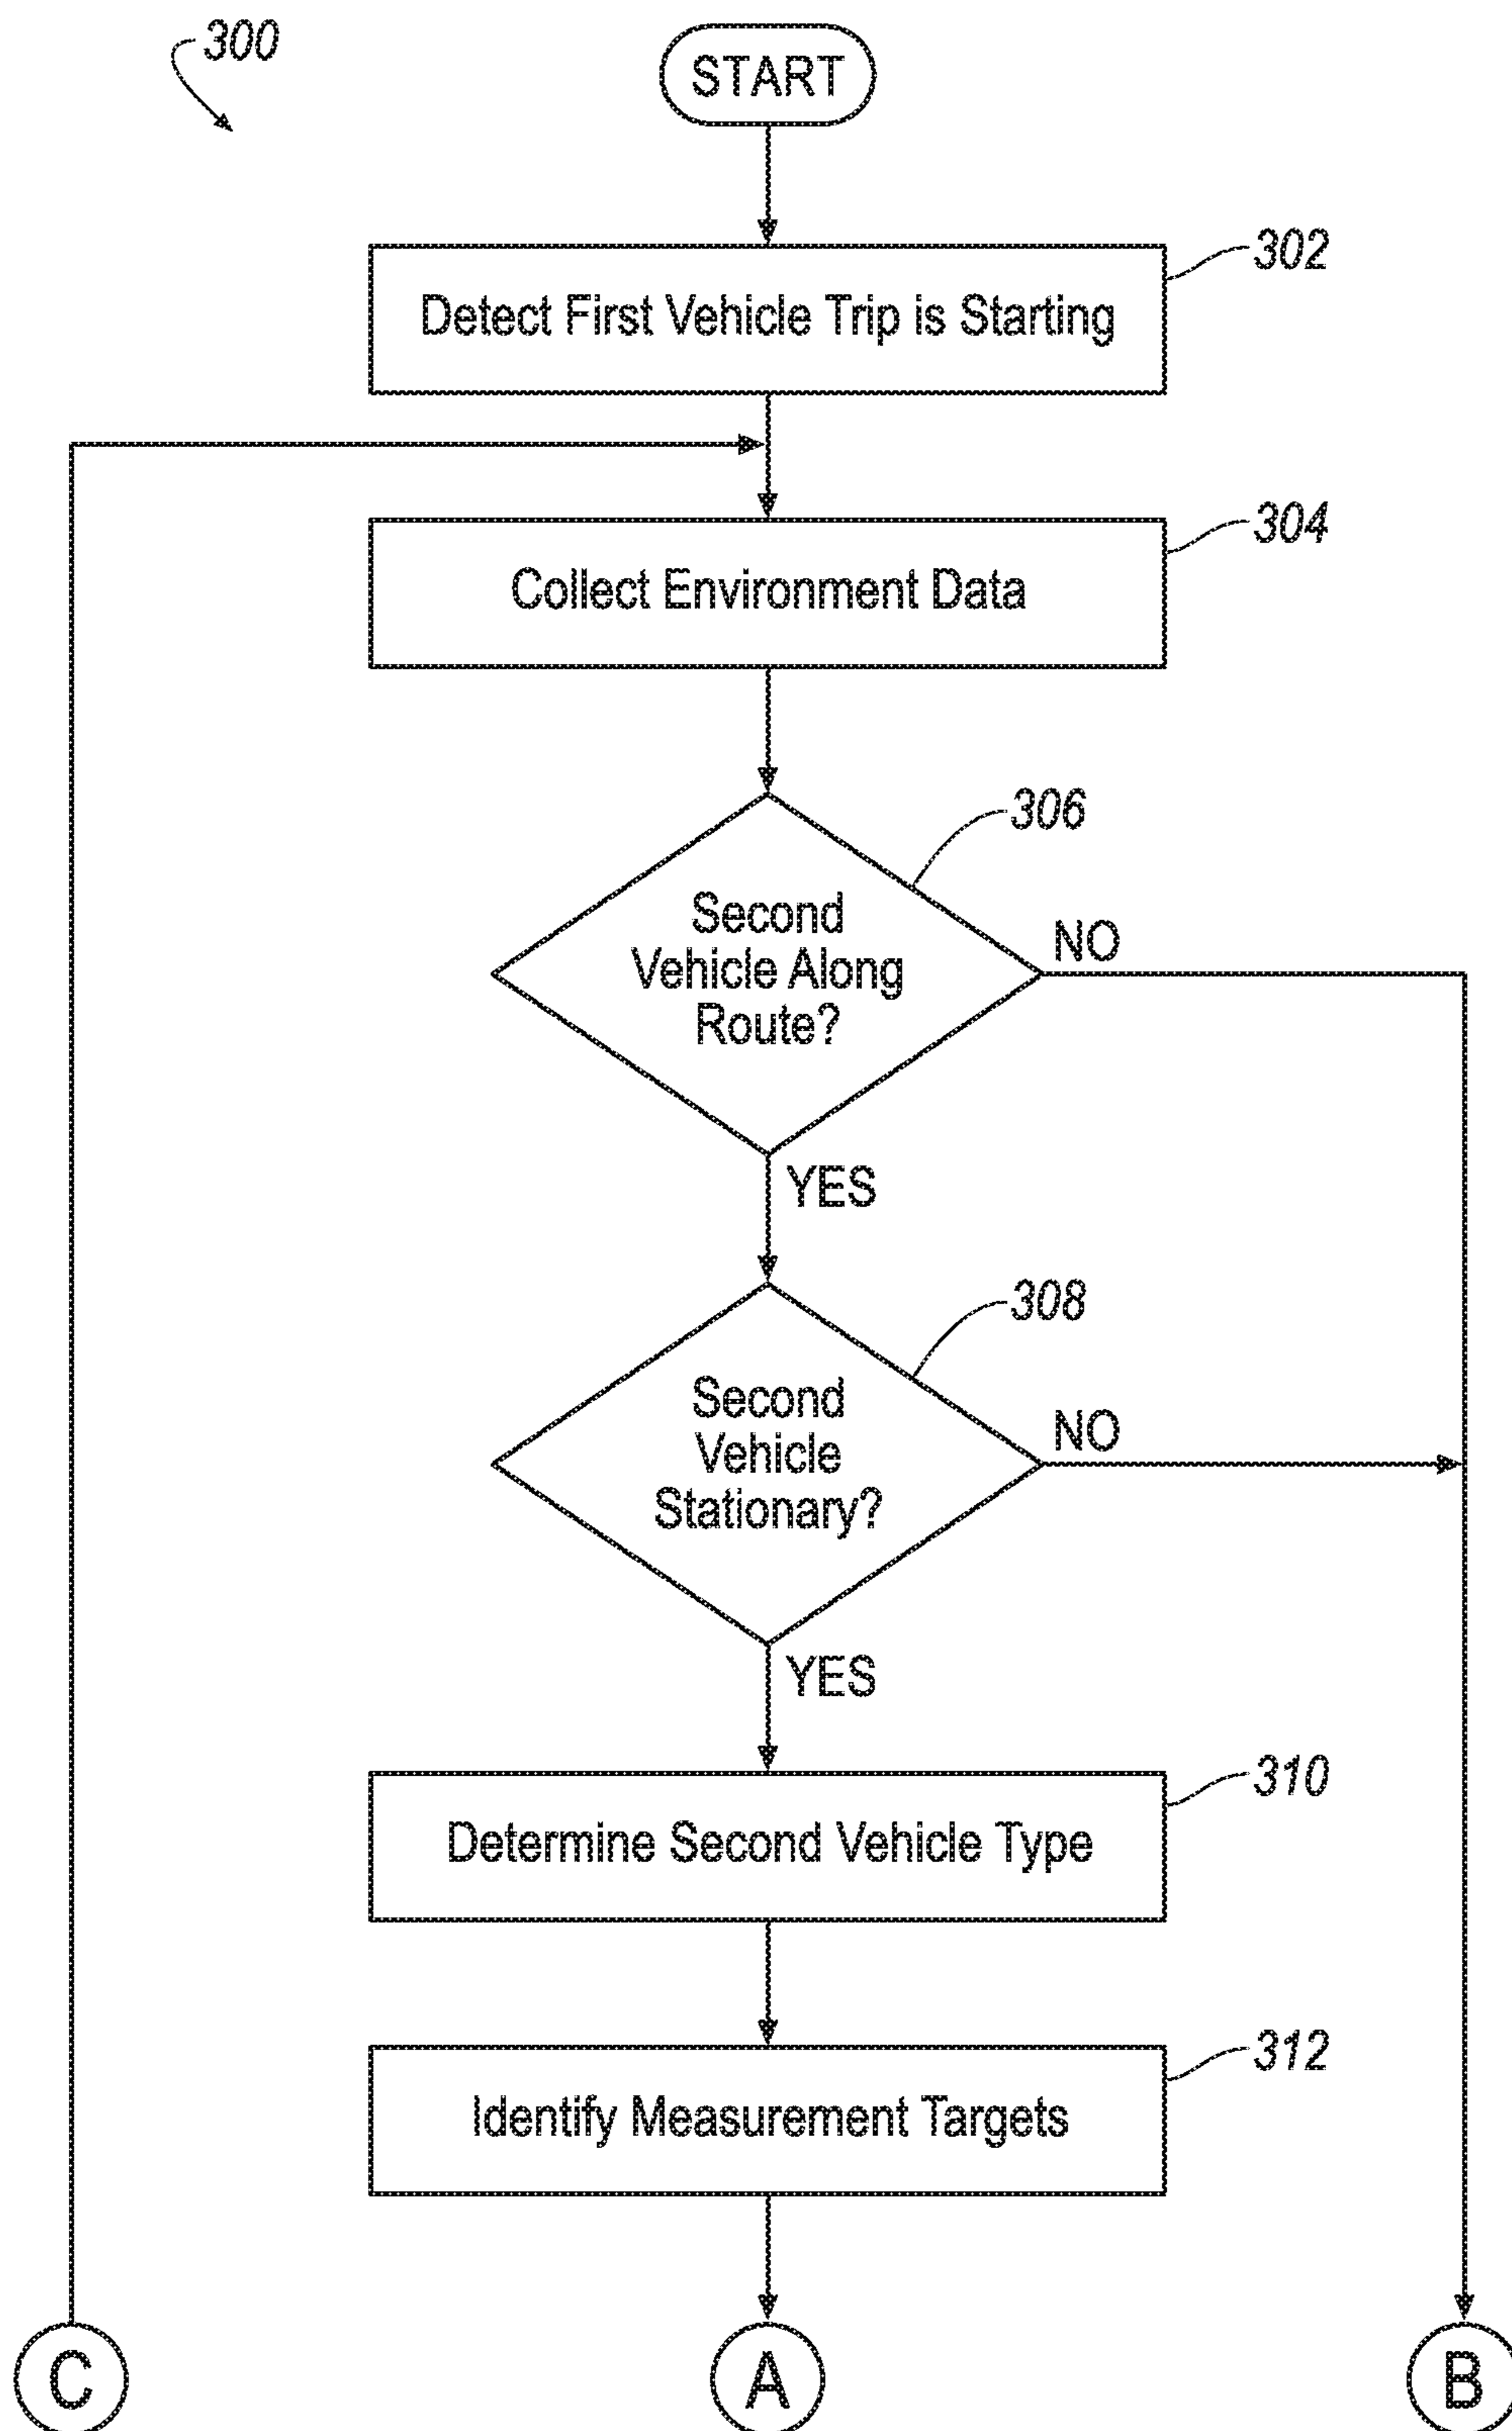 300
START
302
Detect First Vehicle Trip is Starting
304
Collect Environment Data
306
Second
Vehicle Along
Route?
NO
YES
308
Second
Vehicle
Stationary?
NO
YES
310
Determine Second Vehicle Type
312
Identify Measurement Targets
C
A
B